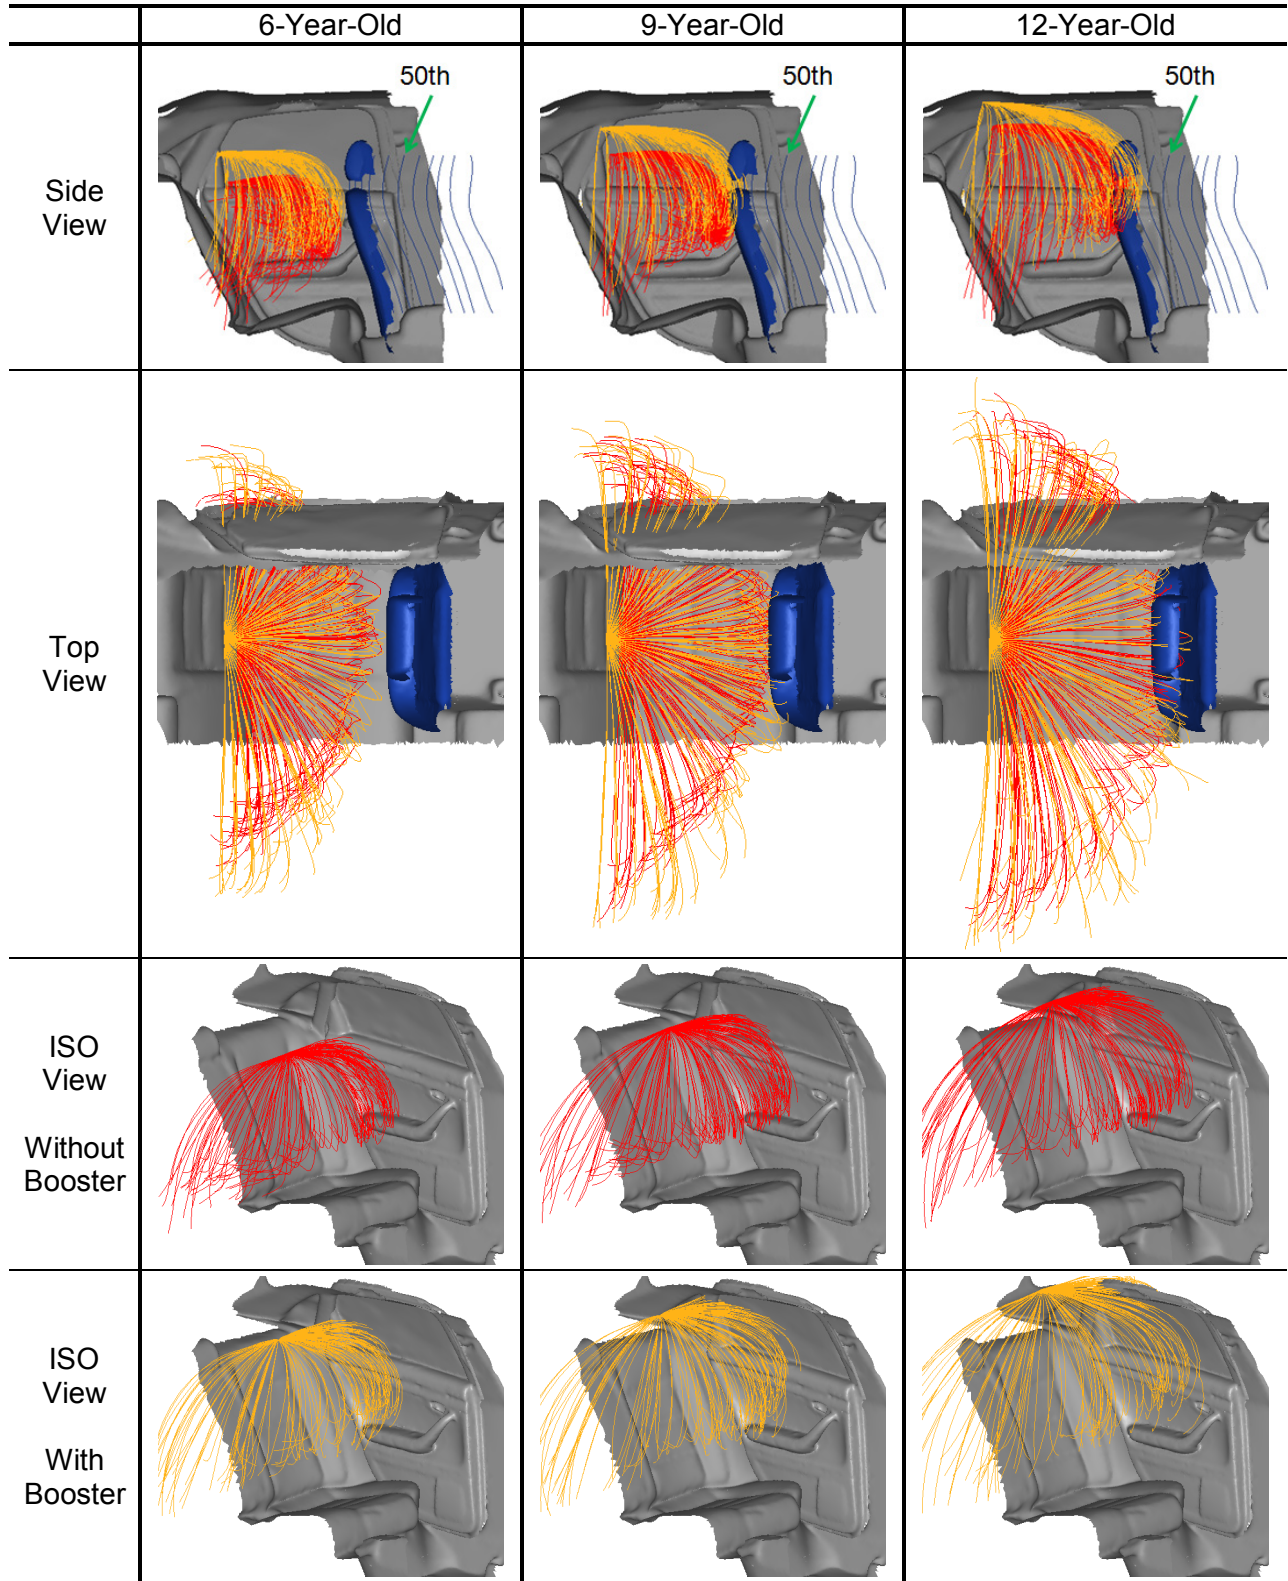 6-Year-Old 9-Year-Old 12-Year-Old
Side
View
50th 50th 50th
Top
View
ISO
View
Without
Booster
ISO
View
With
Booster